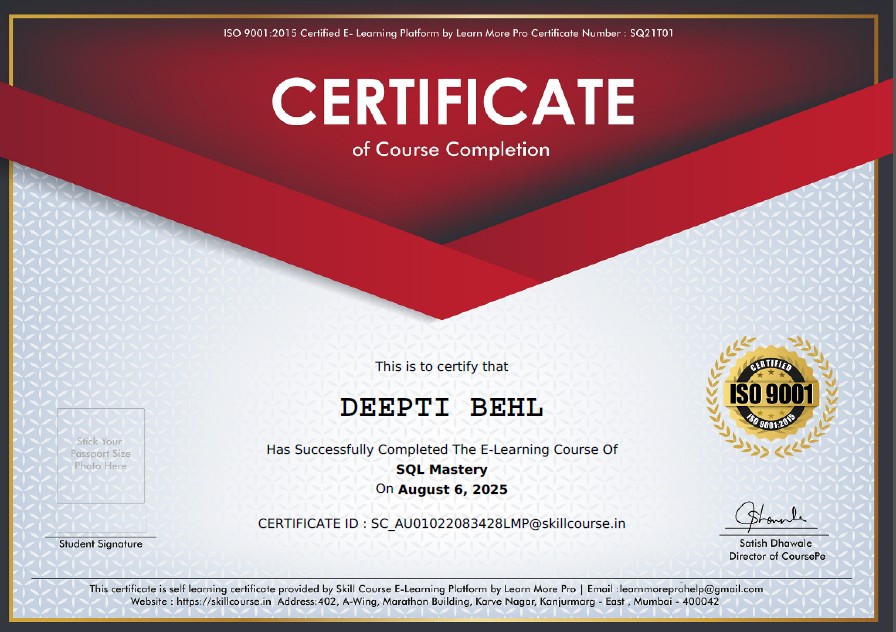 ISO 9001:2015 Certified E- Learning Platform by Learn More Pro Certificate Number : SQ21T01
CERTIFICATE
of Course Completion
This is to certify that
DEEPTI BEHL
Has Successfully Completed The E-Learning Course Of
SQL Mastery
On August 6, 2025
CERTIFICATE ID : SC_AU01022083428LMP@skillcourse.in
CERTIFIED
ISO 9001
ISO 9001:2015
Stick Your
Passport Size
Photo Here
Student Signature
Satish Dhawale
Director of CoursePe
This certificate is self learning certificate provided by Skill Course E-Learning Platform by Learn More Pro | Email :learnmoreprohelp@gmail.com
Website : https://skillcourse.in Address:402, A-Wing, Marathon Building, Karve Nagar, Kanjurmarg - East , Mumbai - 400042